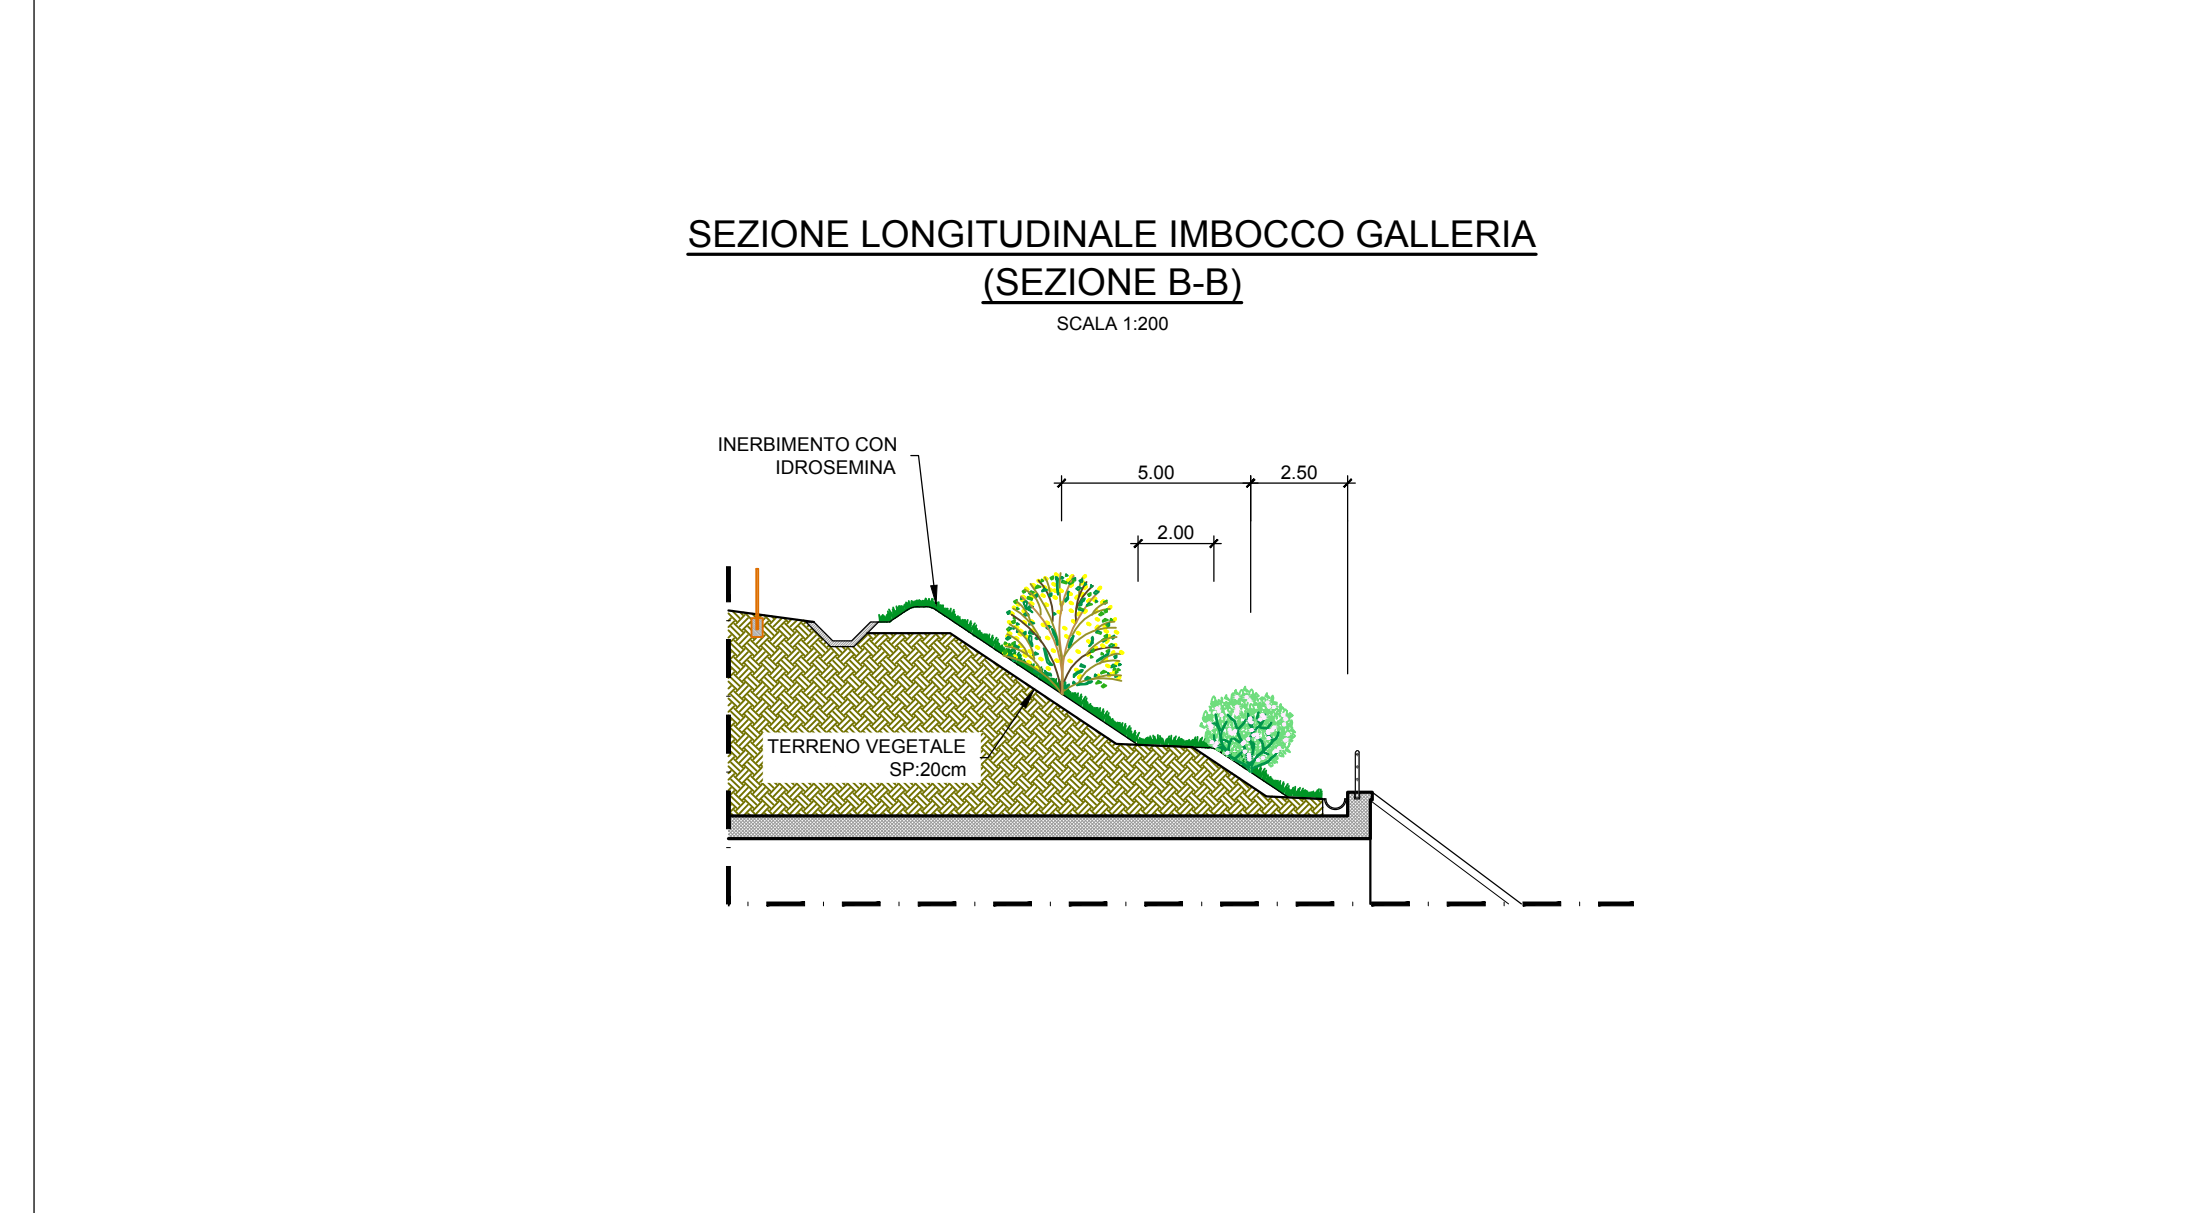 SEZIONE LONGITUDINALE IMBOCCO GALLERIA
(SEZIONE B-B)
SCALA 1:200
INERBIMENTO CON
IDROSEMINA
5.00
2.50
2.00
TERRENO VEGETALE
SP:20cm